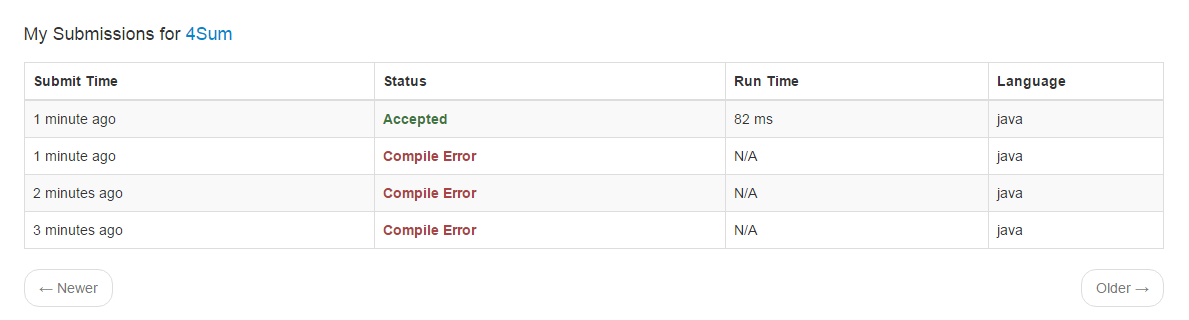 My Submissions for 4Sum
Submit Time Status Run Time Language
1 minute ago Accepted 82 ms java
1 minute ago Compile Error N/A java
2 minutes ago Compile Error N/A java
3 minutes ago Compile Error N/A java
← Newer Older →